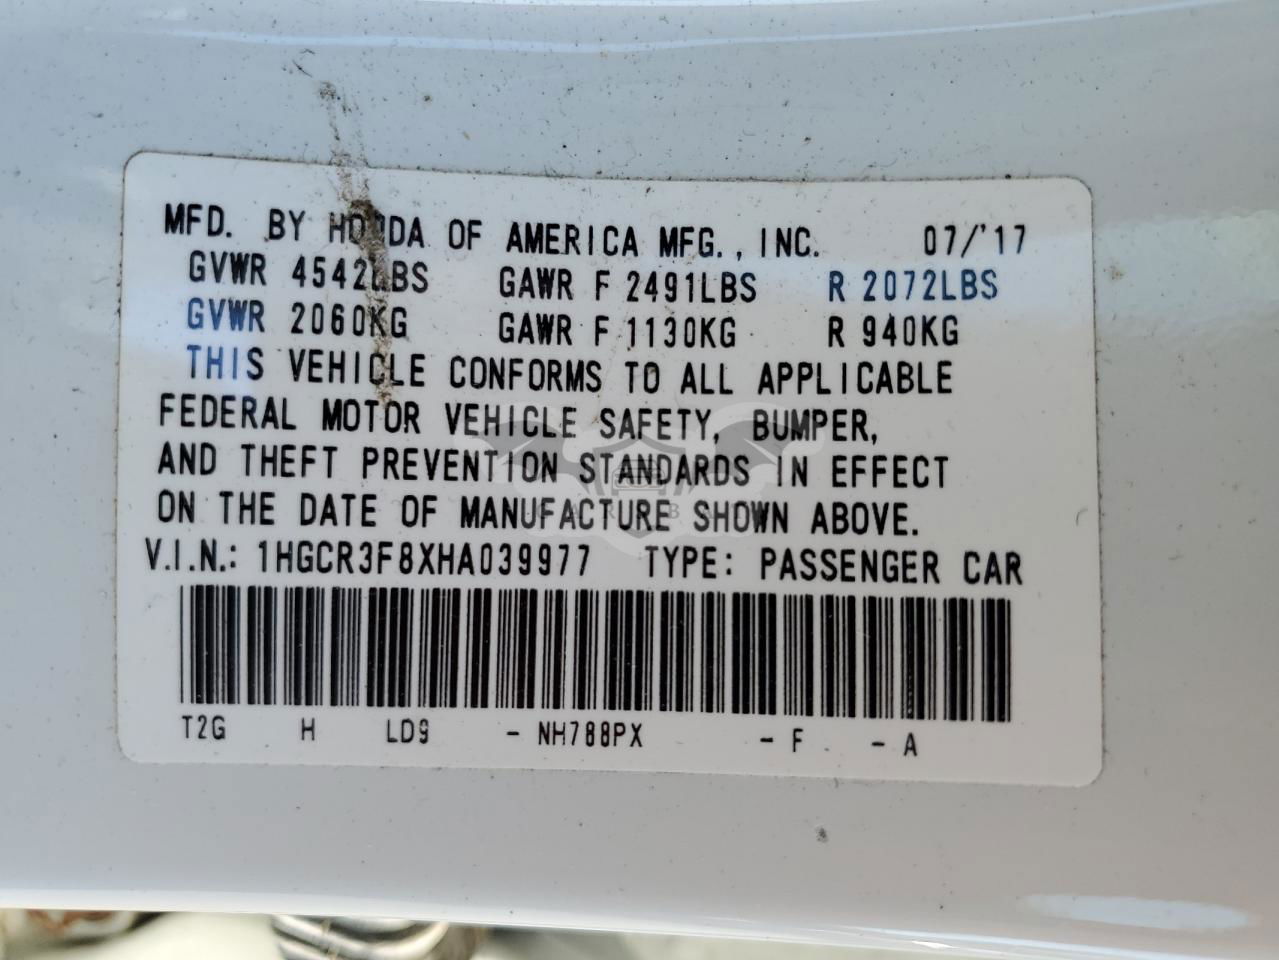 MFD. BY HONDA OF AMERICA MFG., INC. 07/'17
GVWR 4542LBS GAWR F 2491LBS R 2072LBS
GVWR 2060KG GAWR F 1130KG R 940KG
THIS VEHICLE CONFORMS TO ALL APPLICABLE
FEDERAL MOTOR VEHICLE SAFETY, BUMPER,
AND THEFT PREVENTION STANDARDS IN EFFECT
ON THE DATE OF MANUFACTURE SHOWN ABOVE.
V.I.N.: 1HGCR3F8XHA039977 TYPE: PASSENGER CAR
T2G H LD9 - NH788PX - F - A